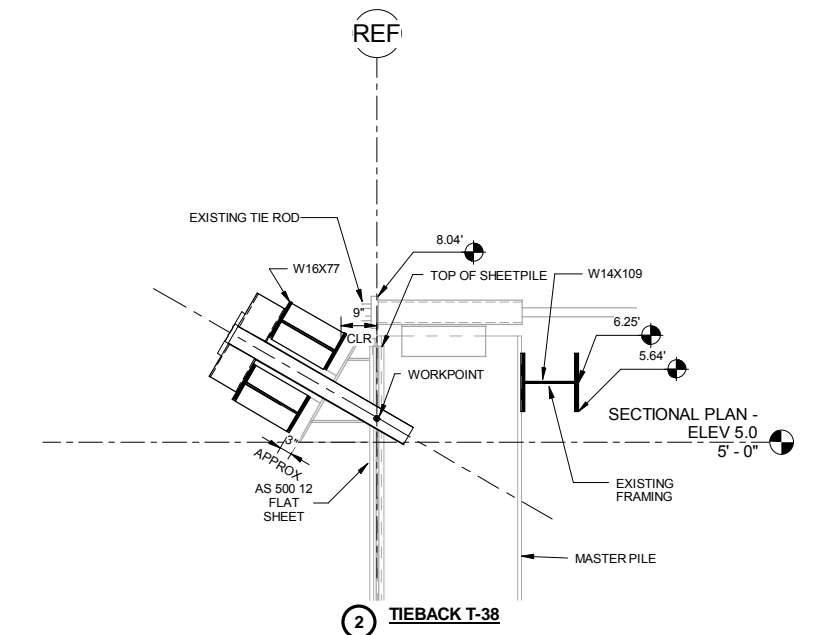 REF
EXISTING TIE ROD
8.04'
W16X77
TOP OF SHEETPILE
W14X109
9"
CLR
6.25'
5.64'
WORKPOINT
SECTIONAL PLAN -
ELEV 5.0
5' - 0"
3"
APPROX
AS 500 12
FLAT
SHEET
EXISTING
FRAMING
MASTER PILE
2 TIEBACK T-38